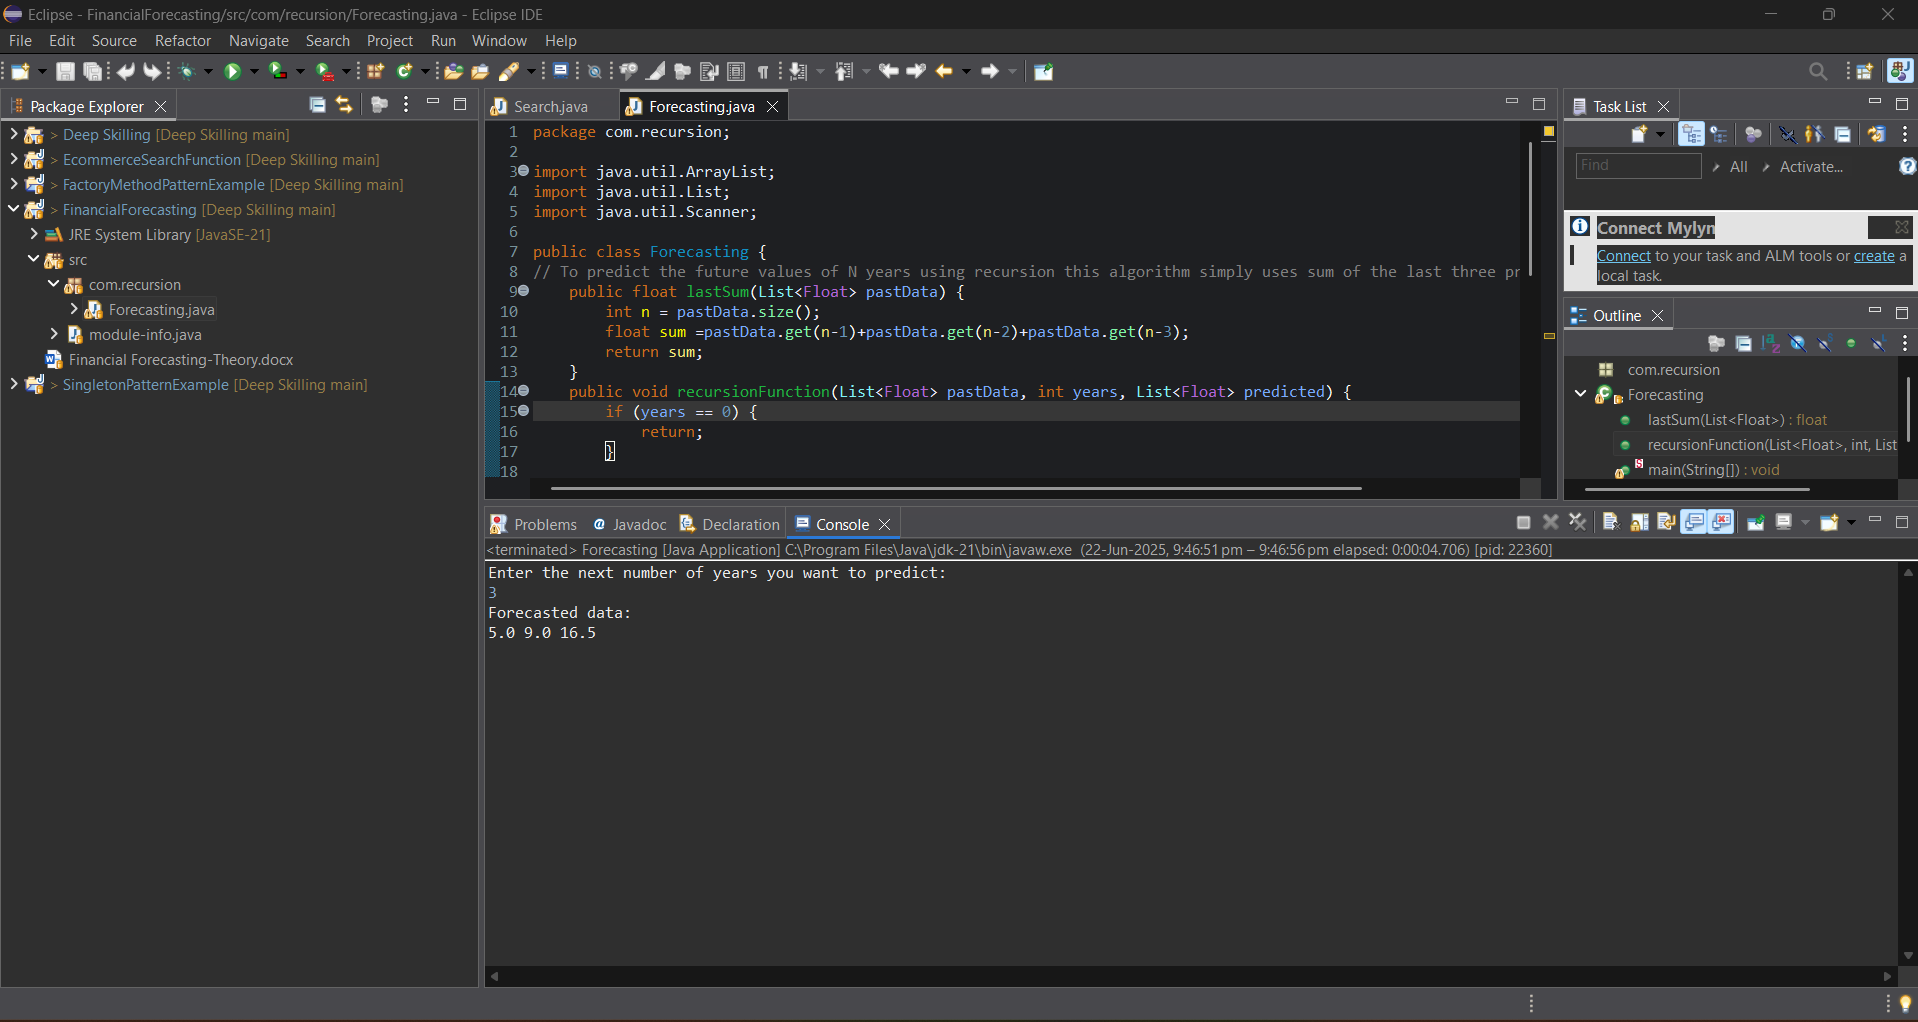 Eclipse - FinancialForecasting/src/com/recursion/Forecasting.java - Eclipse IDE
File Edit Source Refactor Navigate Search Project Run Window Help
Package Explorer
> Deep Skilling [Deep Skilling main]
> EcommerceSearchFunction [Deep Skilling main]
> FactoryMethodPatternExample [Deep Skilling main]
> FinancialForecasting [Deep Skilling main]
JRE System Library [JavaSE-21]
src
com.recursion
Forecasting.java
module-info.java
Financial Forecasting-Theory.docx
> SingletonPatternExample [Deep Skilling main]
Search.java Forecasting.java
1 package com.recursion;
2
3 import java.util.ArrayList;
4 import java.util.List;
5 import java.util.Scanner;
6
7 public class Forecasting {
8 // To predict the future values of N years using recursion this algorithm simply uses sum of the last three pr
9 public float lastSum(List<Float> pastData) {
10 int n = pastData.size();
11 float sum =pastData.get(n-1)+pastData.get(n-2)+pastData.get(n-3);
12 return sum;
13 }
14 public void recursionFunction(List<Float> pastData, int years, List<Float> predicted) {
15 if (years == 0) {
16 return;
17 }
18
Task List
Find All Activate...
Connect Mylyn
Connect to your task and ALM tools or create a
local task.
Outline
com.recursion
Forecasting
lastSum(List<Float>) : float
recursionFunction(List<Float>, int, List
main(String[]) : void
Problems Javadoc Declaration Console
<terminated> Forecasting [Java Application] C:\Program Files\Java\jdk-21\bin\javaw.exe (22-Jun-2025, 9:46:51 pm – 9:46:56 pm elapsed: 0:00:04.706) [pid: 22360]
Enter the next number of years you want to predict:
3
Forecasted data:
5.0 9.0 16.5